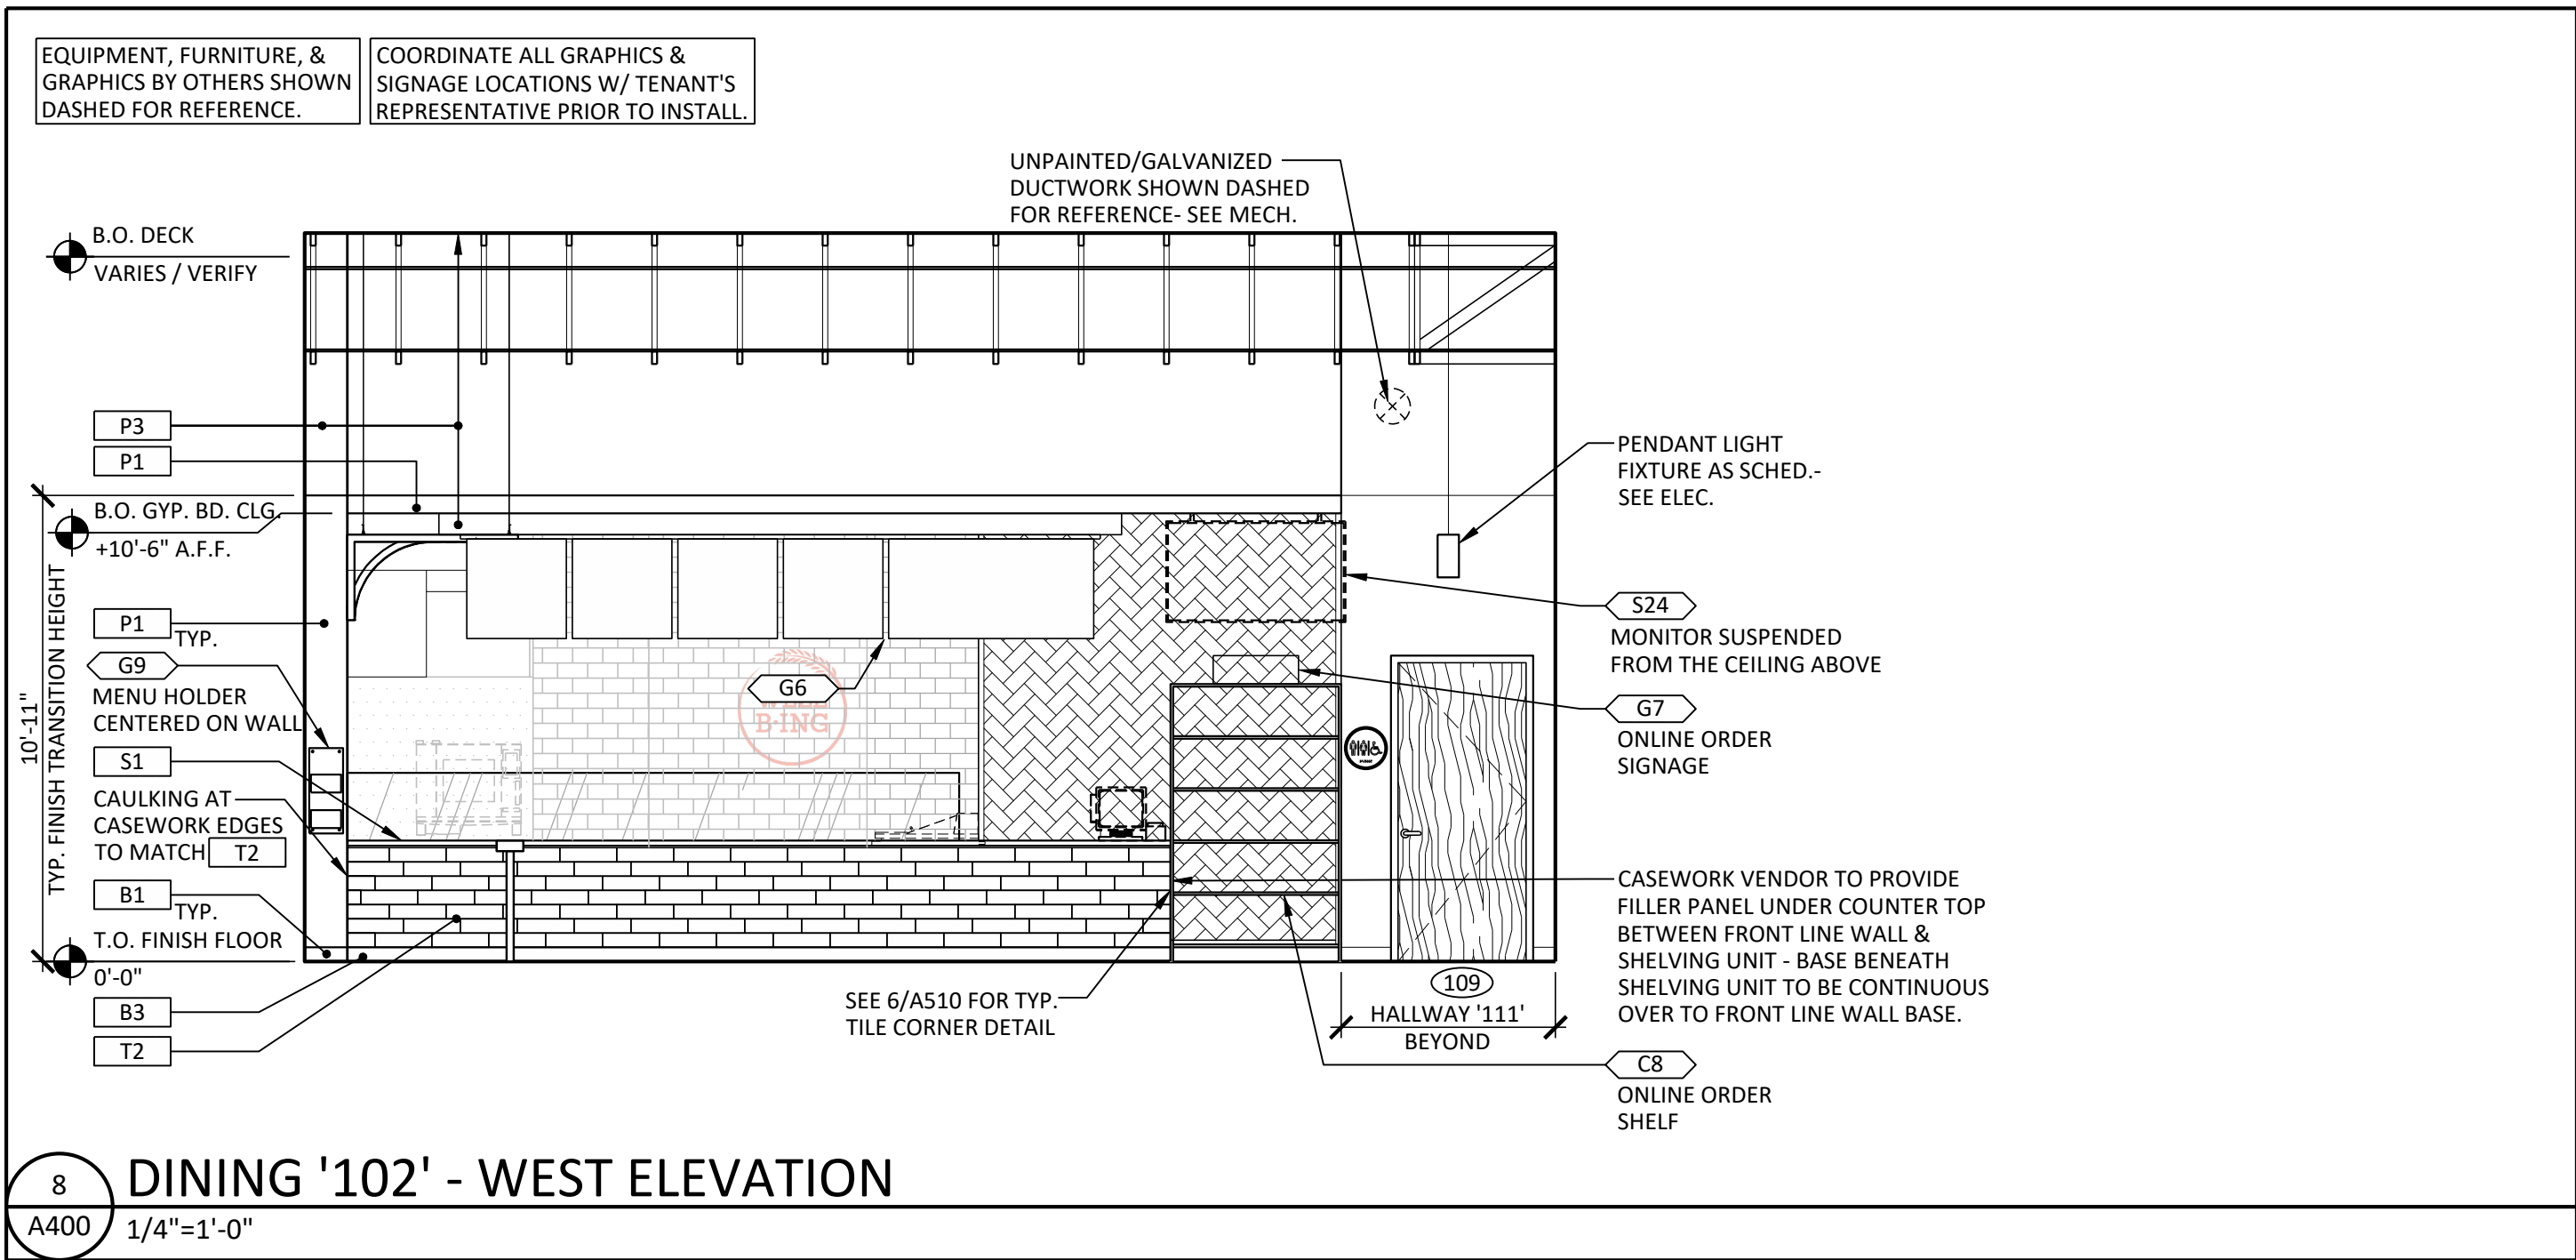 EQUIPMENT, FURNITURE, &
GRAPHICS BY OTHERS SHOWN
DASHED FOR REFERENCE.
COORDINATE ALL GRAPHICS &
SIGNAGE LOCATIONS W/ TENANT'S
REPRESENTATIVE PRIOR TO INSTALL.
UNPAINTED/GALVANIZED
DUCTWORK SHOWN DASHED
FOR REFERENCE- SEE MECH.
B.O. DECK
VARIES / VERIFY
P3
P1
B.O. GYP. BD. CLG.
+10'-6" A.F.F.
10'-11"
TYP. FINISH TRANSITION HEIGHT
P1
TYP.
G9
MENU HOLDER
CENTERED ON WALL
S1
CAULKING AT
CASEWORK EDGES
TO MATCH T2
B1
TYP.
T.O. FINISH FLOOR
0'-0"
B3
T2
G6
B·ING
PENDANT LIGHT
FIXTURE AS SCHED.-
SEE ELEC.
S24
MONITOR SUSPENDED
FROM THE CEILING ABOVE
G7
ONLINE ORDER
SIGNAGE
CASEWORK VENDOR TO PROVIDE
FILLER PANEL UNDER COUNTER TOP
BETWEEN FRONT LINE WALL &
SHELVING UNIT - BASE BENEATH
SHELVING UNIT TO BE CONTINUOUS
OVER TO FRONT LINE WALL BASE.
C8
ONLINE ORDER
SHELF
SEE 6/A510 FOR TYP.
TILE CORNER DETAIL
109
HALLWAY '111'
BEYOND
8
A400
DINING '102' - WEST ELEVATION
1/4"=1'-0"